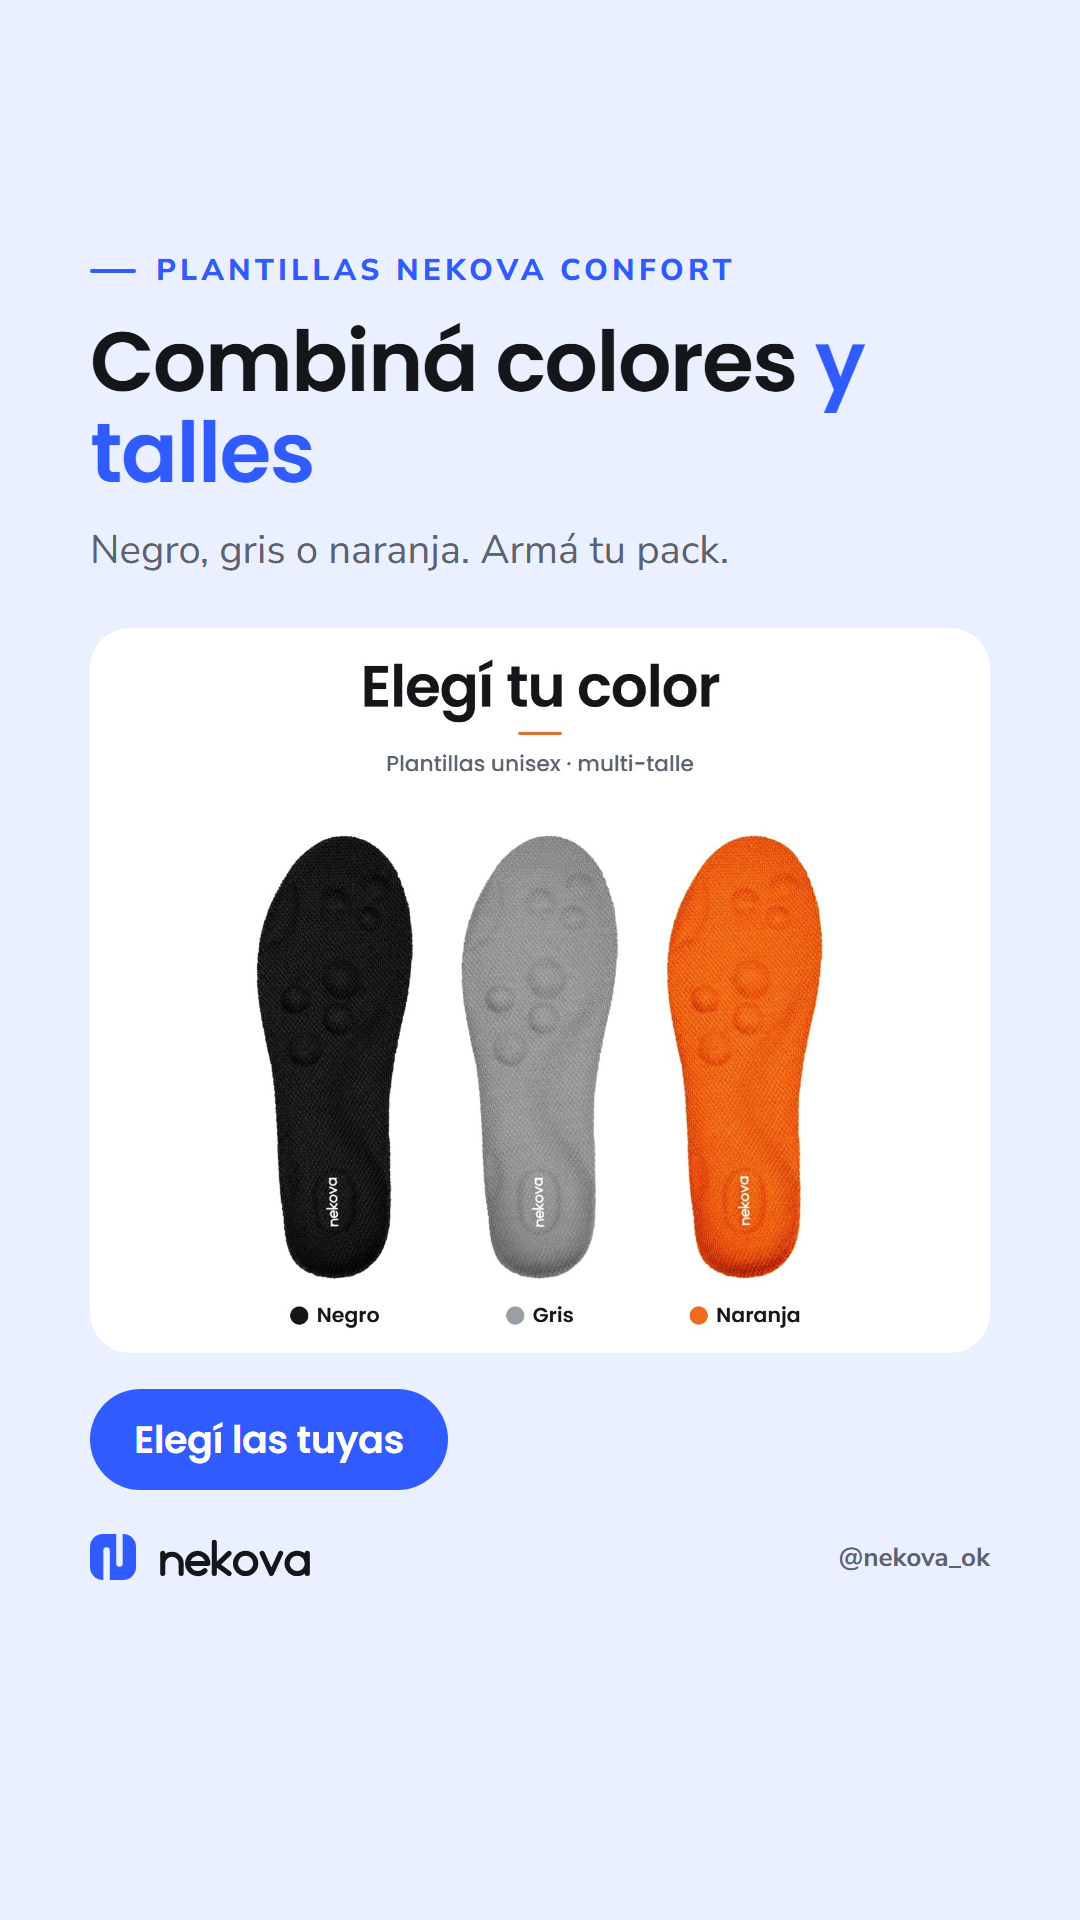 PLANTILLAS NEKOVA CONFORT
Combiná colores y
talles
Negro, gris o naranja. Armá tu pack.
Elegí tu color
Plantillas unisex · multi-talle
nekova
nekova
nekova
Negro
Gris
Naranja
Elegí las tuyas
nekova
@nekova_ok